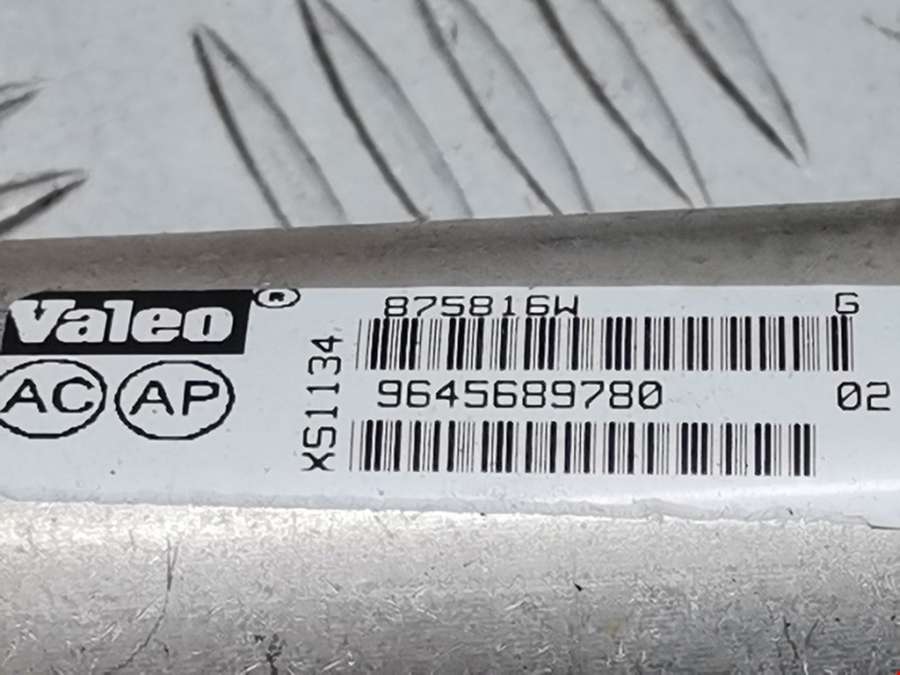 Valeo ®
875816W G
XS1134
9645689780 02
AC AP